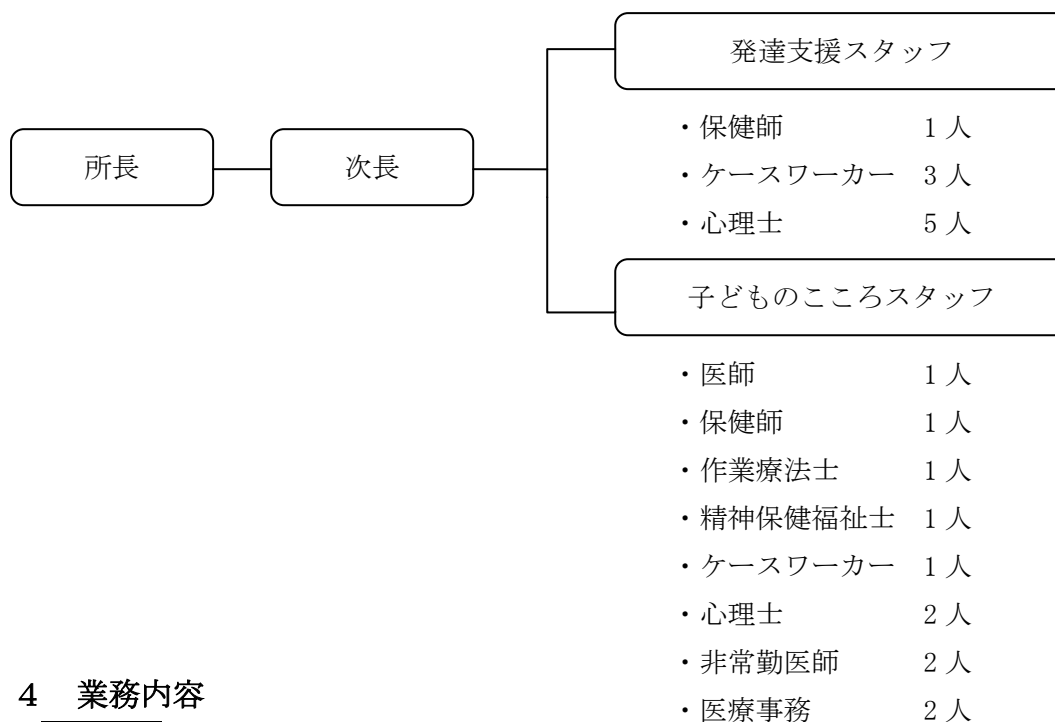 所長
次長
発達支援スタッフ
・保健師 1人
・ケースワーカー 3人
・心理士 5人
子どものこころスタッフ
・医師 1人
・保健師 1人
・作業療法士 1人
・精神保健福祉士 1人
・ケースワーカー 1人
・心理士 2人
・非常勤医師 2人
・医療事務 2人
4 業務内容